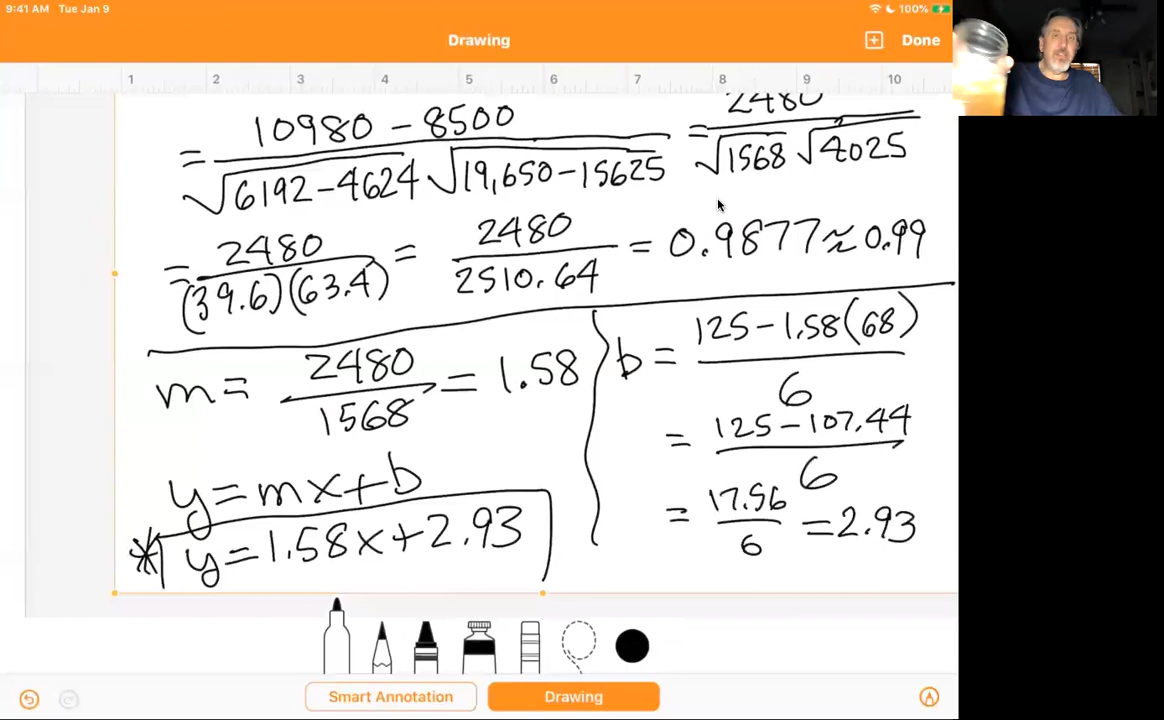 9:41 AM Tue Jan 9
100%
Drawing
Done
1 2 3 4 5 6 7 8 9 10
= (10980 - 8500) / (√(6192 - 4624) √(19,650 - 15625)) = 2480 / (√1568 √4025)
= 2480 / ((39.6)(63.4)) = 2480 / 2510.64 = 0.9877 ≈ 0.99
m = 2480 / 1568 = 1.58
y = mx + b
* y = 1.58x + 2.93
b = (125 - 1.58(68)) / 6
= (125 - 107.44) / 6
= 17.56 / 6 = 2.93
Smart Annotation
Drawing